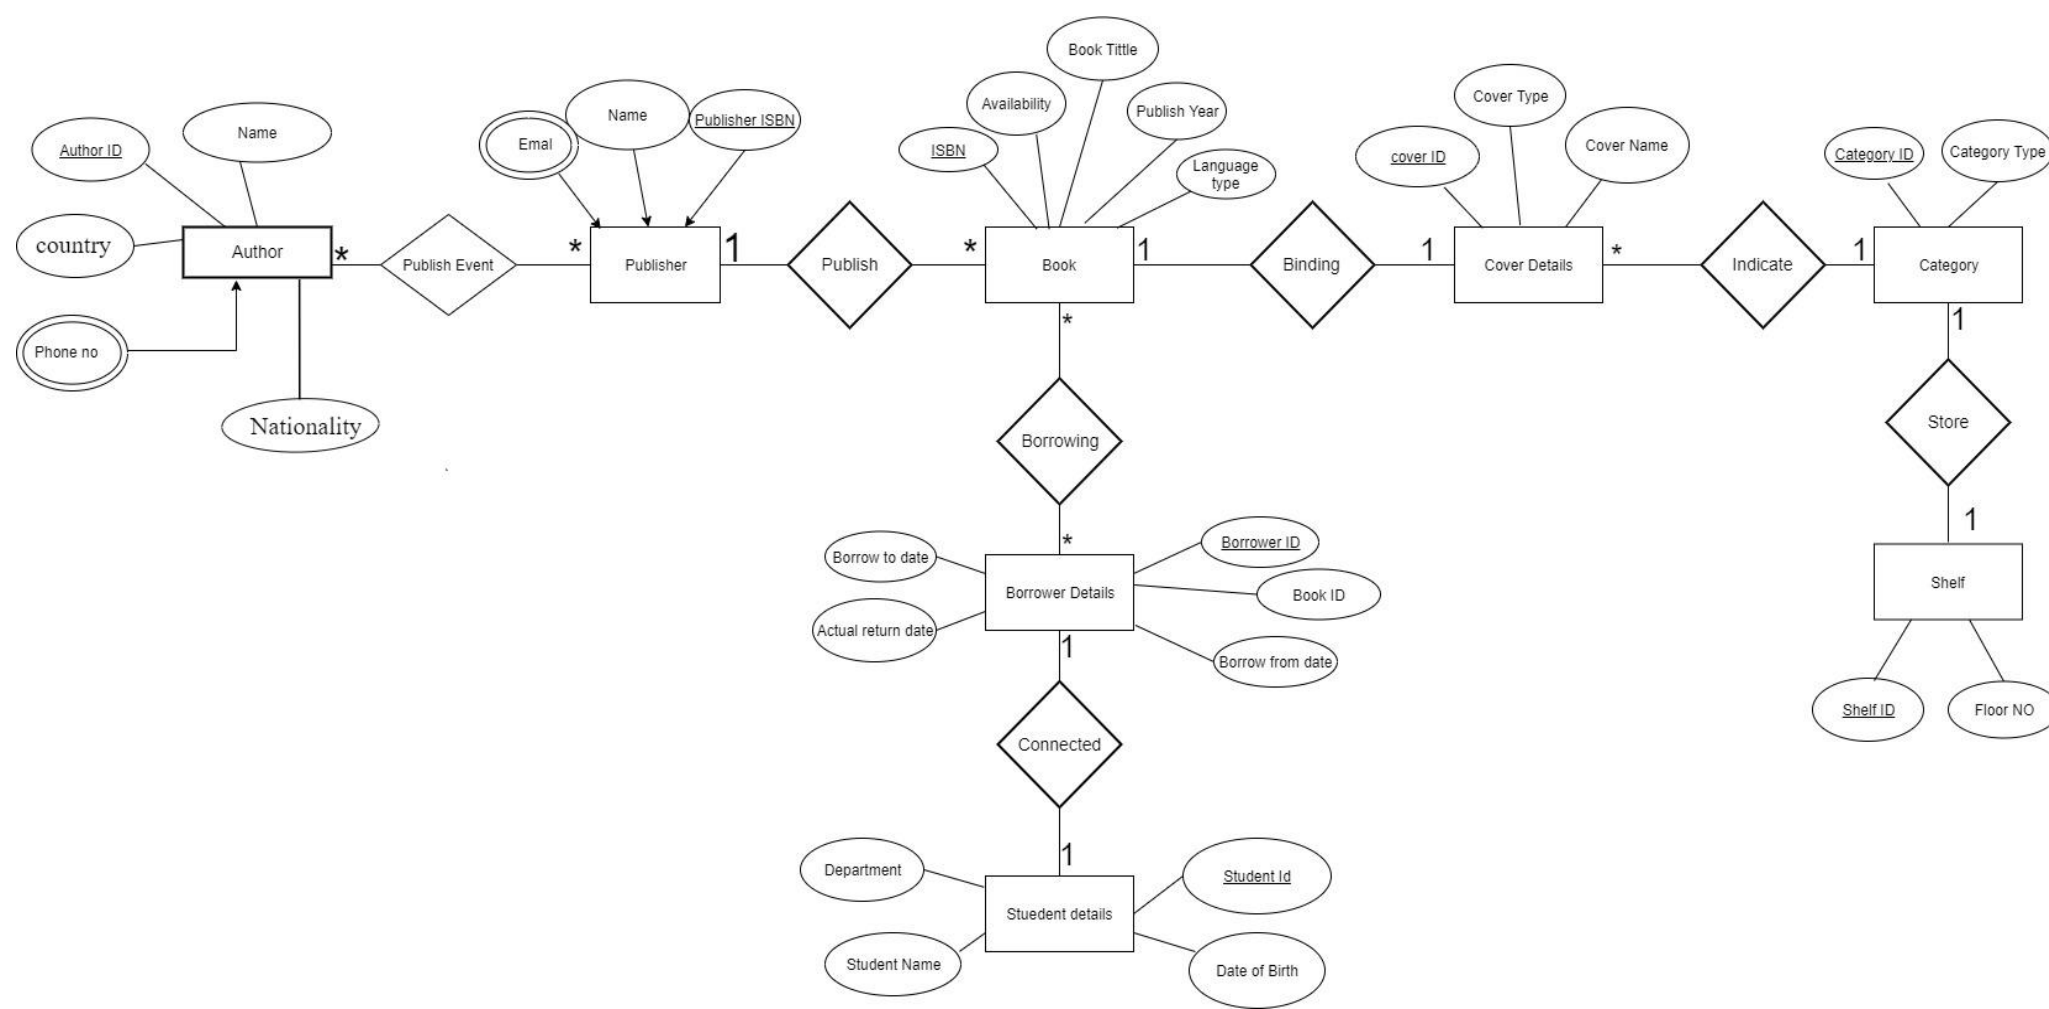 Book Tittle
Cover Type
Availability
Name
Publisher ISBN
Publish Year
Name
Author ID
Emal
ISBN
Language
type
cover ID
Cover Name
Category ID
Category Type
country
Author
*
Publish Event
*
Publisher
1
Publish
*
Book
1
Binding
1
Cover Details
*
Indicate
1
Category
Phone no
*
1
Nationality
Borrowing
Store
*
1
Borrow to date
Borrower ID
Borrower Details
Book ID
Shelf
Actual return date
1
Borrow from date
Shelf ID
Floor NO
Connected
1
Department
Student Id
Stuedent details
Student Name
Date of Birth